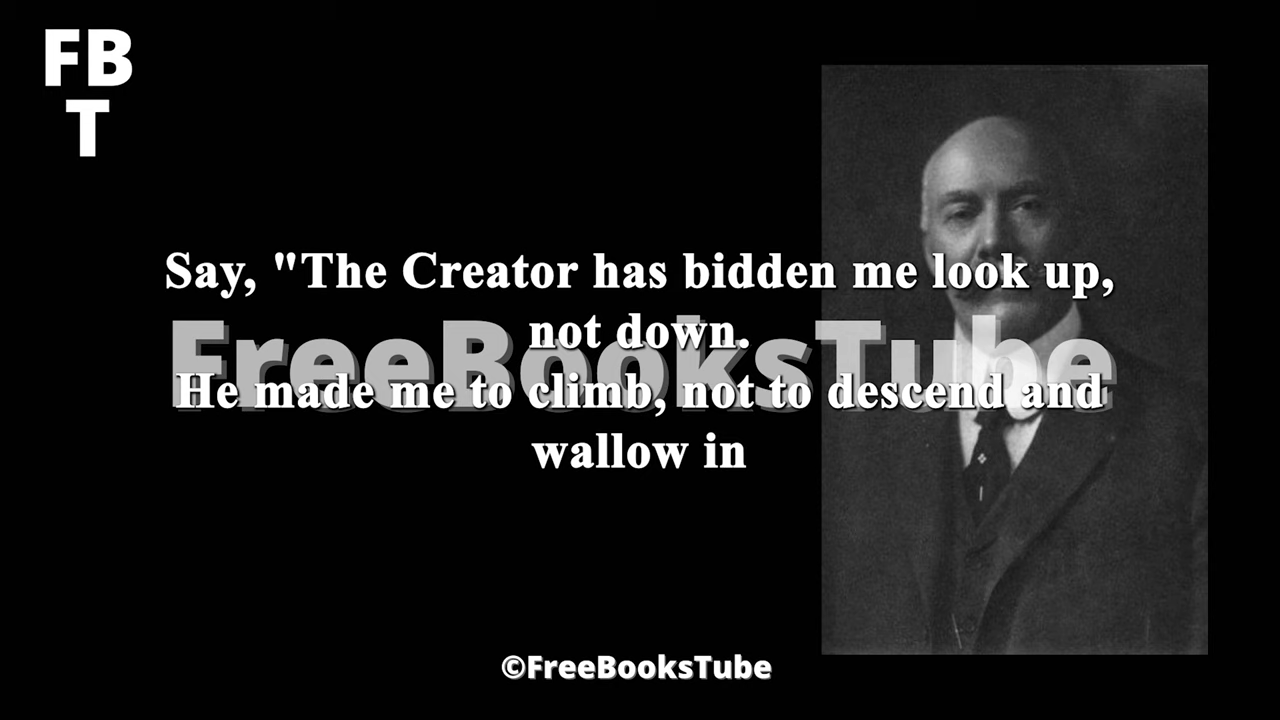 FB
T
Say, "The Creator has bidden me look up,
not down.
FreeBooksTube
He made me to climb, not to descend and
wallow in
©FreeBooksTube